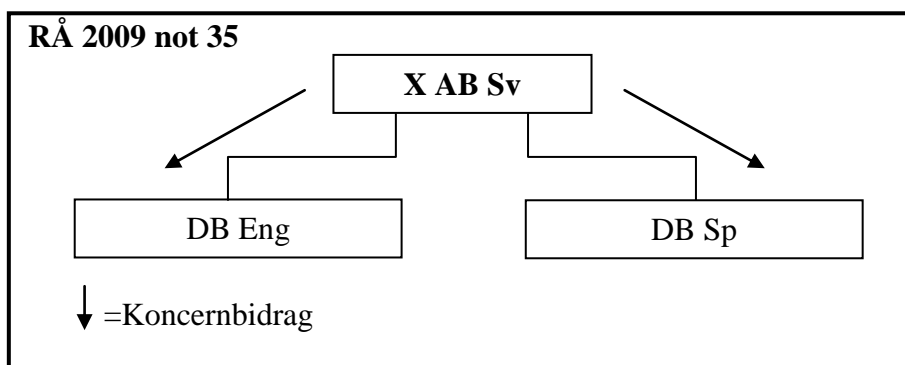 RÅ 2009 not 35
X AB Sv
DB Eng
DB Sp
=Koncernbidrag